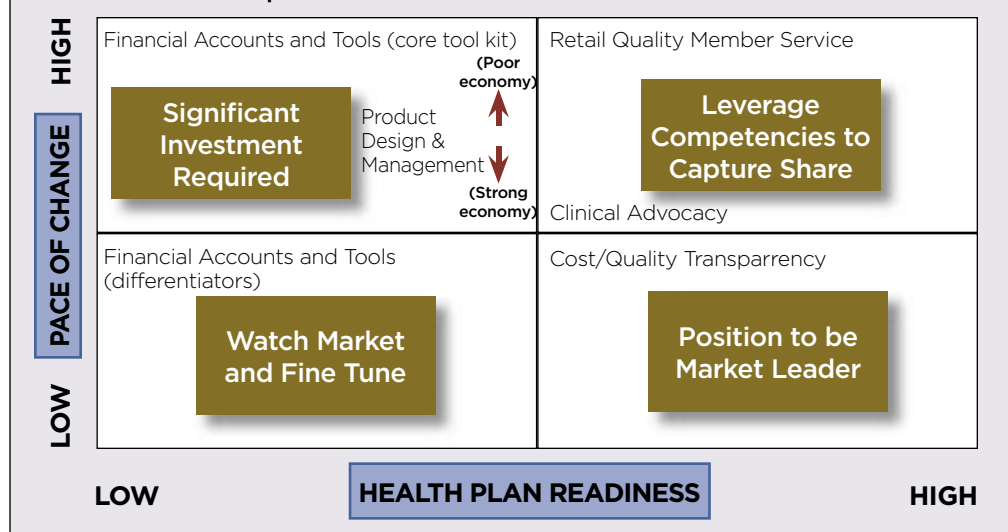 HIGH
PACE OF CHANGE
LOW
Financial Accounts and Tools (core tool kit)
(Poor
economy)
Significant
Investment
Required
Product
Design &
Management
(Strong
economy)
Retail Quality Member Service
Leverage
Competencies to
Capture Share
Clinical Advocacy
Financial Accounts and Tools
(differentiators)
Watch Market
and Fine Tune
Cost/Quality Transparrency
Position to be
Market Leader
LOW
HEALTH PLAN READINESS
HIGH